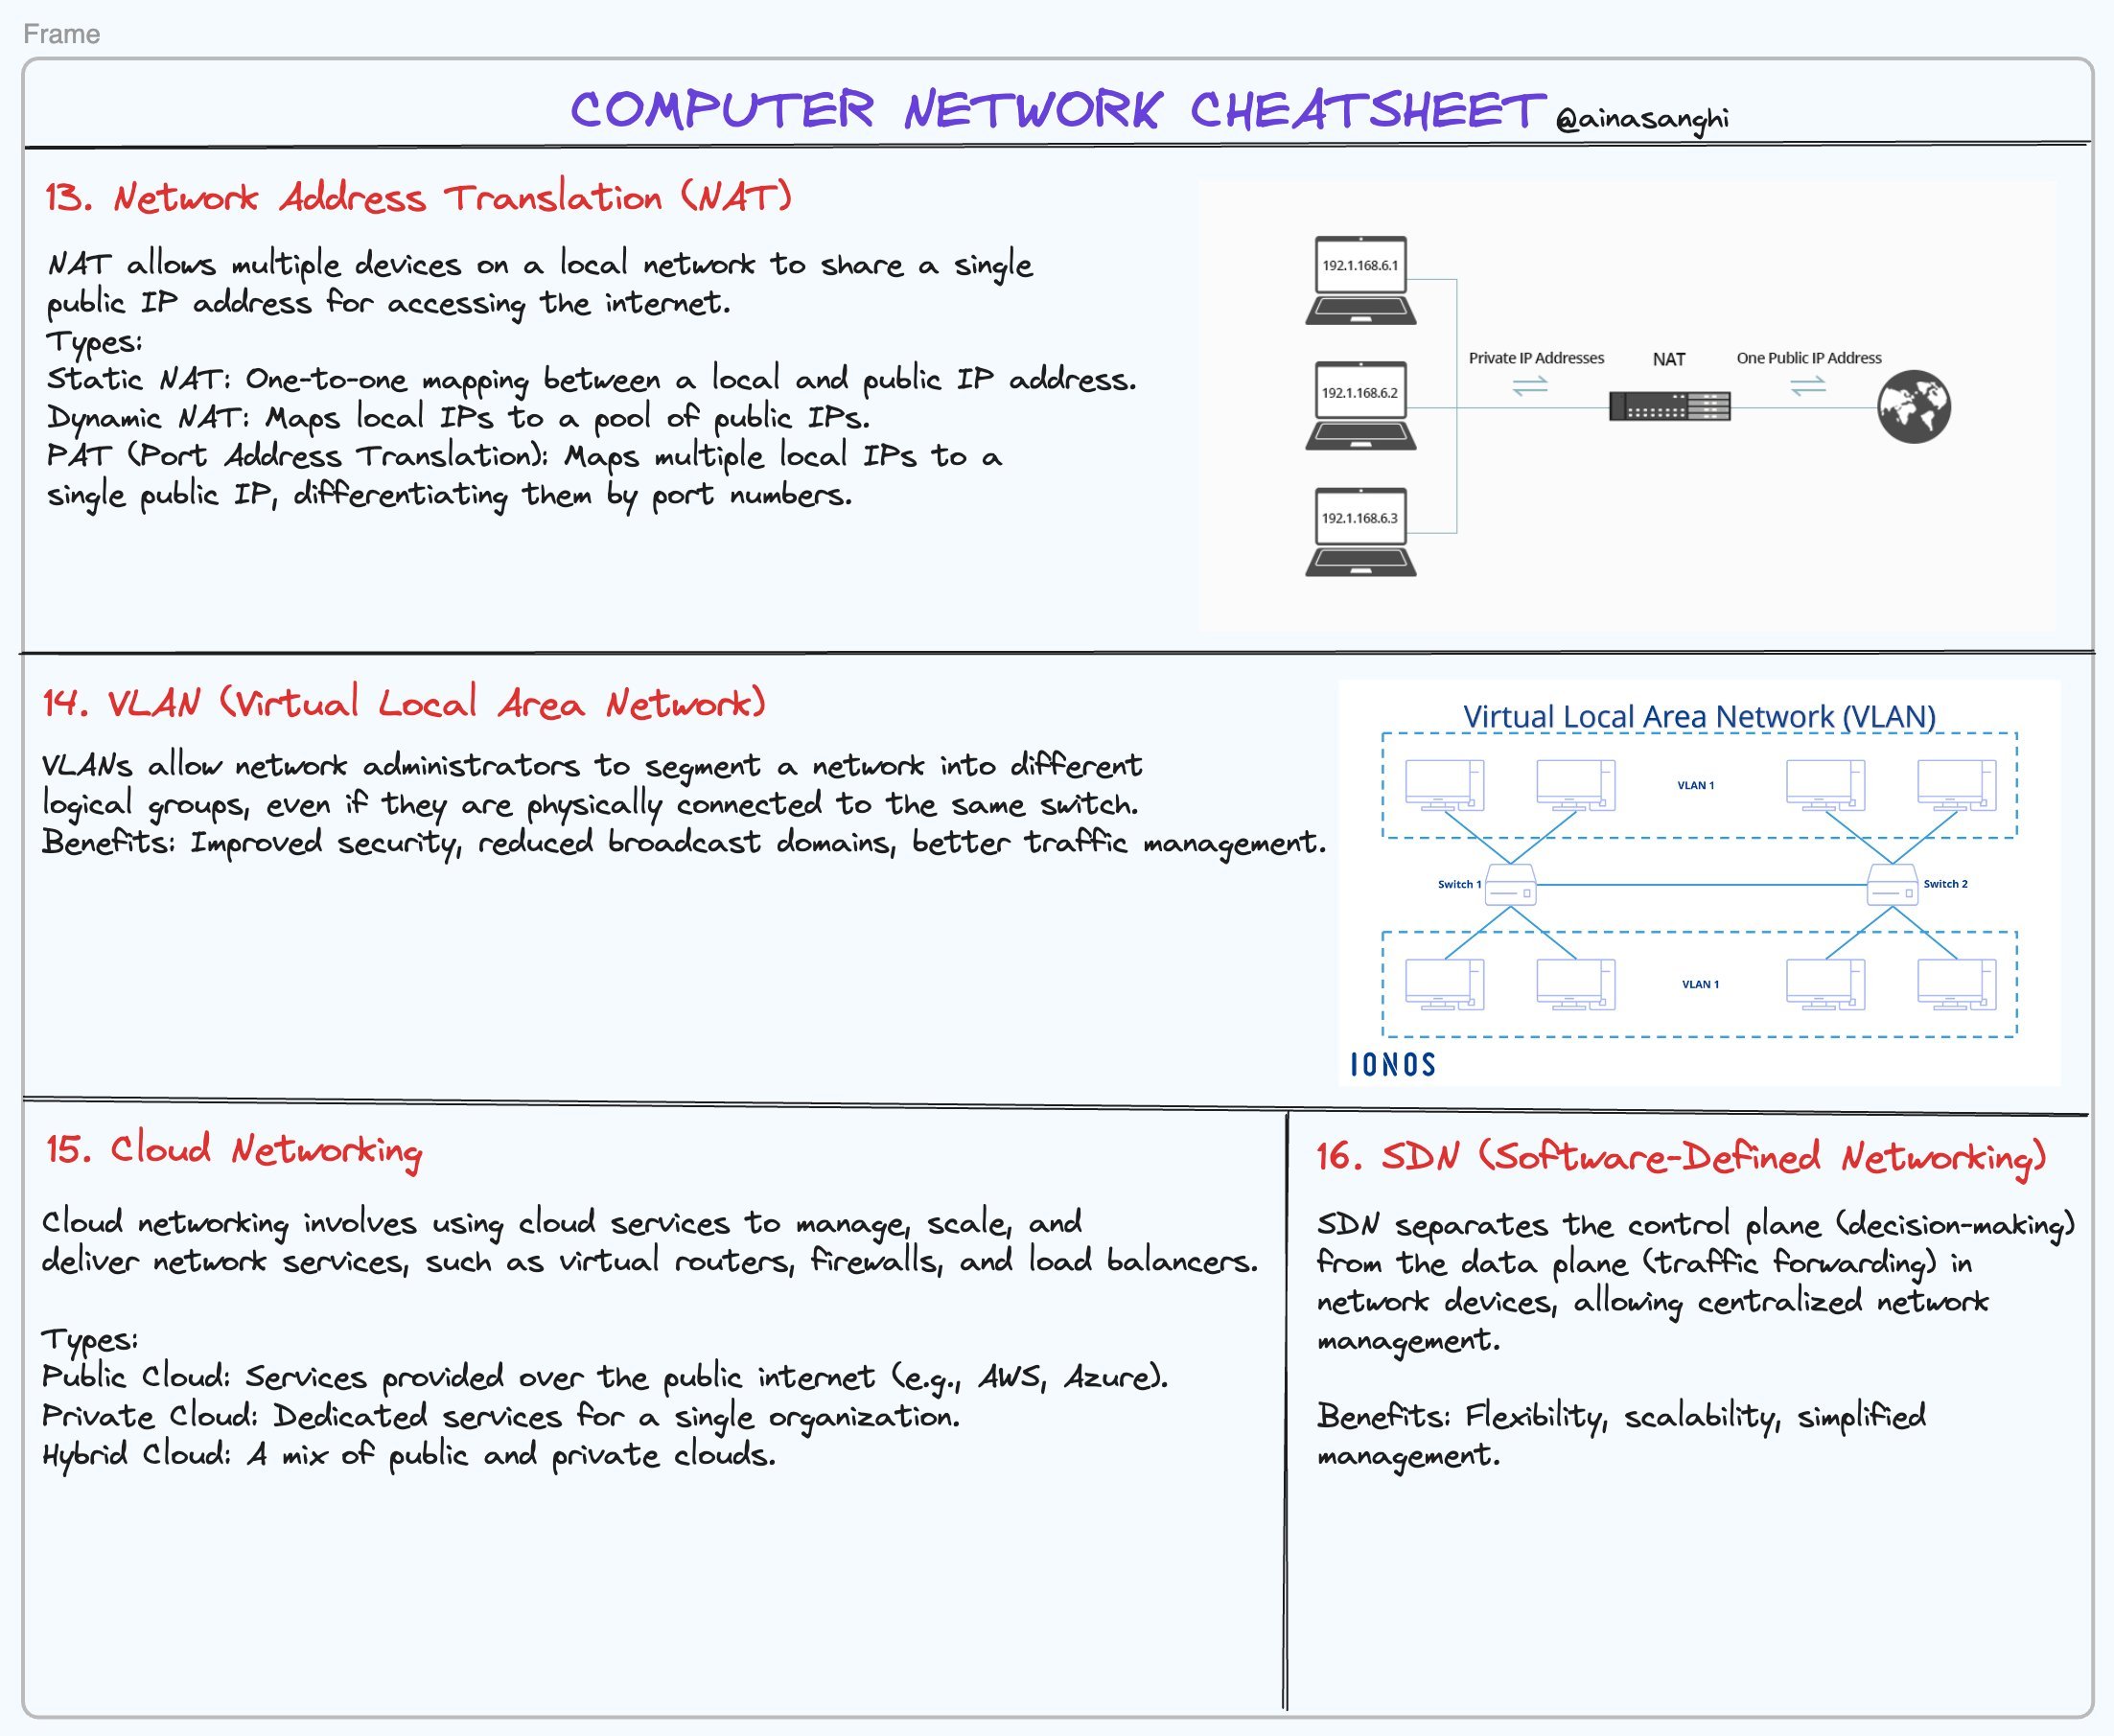 Frame
COMPUTER NETWORK CHEATSHEET @ainasanghi
13. Network Address Translation (NAT)
NAT allows multiple devices on a local network to share a single
public IP address for accessing the internet.
Types:
Static NAT: One-to-one mapping between a local and public IP address.
Dynamic NAT: Maps local IPs to a pool of public IPs.
PAT (Port Address Translation): Maps multiple local IPs to a
single public IP, differentiating them by port numbers.
192.1.168.6.1
192.1.168.6.2
192.1.168.6.3
Private IP Addresses
NAT
One Public IP Address
14. VLAN (Virtual Local Area Network)
VLANs allow network administrators to segment a network into different
logical groups, even if they are physically connected to the same switch.
Benefits: Improved security, reduced broadcast domains, better traffic management.
Virtual Local Area Network (VLAN)
VLAN 1
Switch 1
Switch 2
VLAN 1
IONOS
15. Cloud Networking
Cloud networking involves using cloud services to manage, scale, and
deliver network services, such as virtual routers, firewalls, and load balancers.
Types:
Public Cloud: Services provided over the public internet (e.g., AWS, Azure).
Private Cloud: Dedicated services for a single organization.
Hybrid Cloud: A mix of public and private clouds.
16. SDN (Software-Defined Networking)
SDN separates the control plane (decision-making)
from the data plane (traffic forwarding) in
network devices, allowing centralized network
management.
Benefits: Flexibility, scalability, simplified
management.